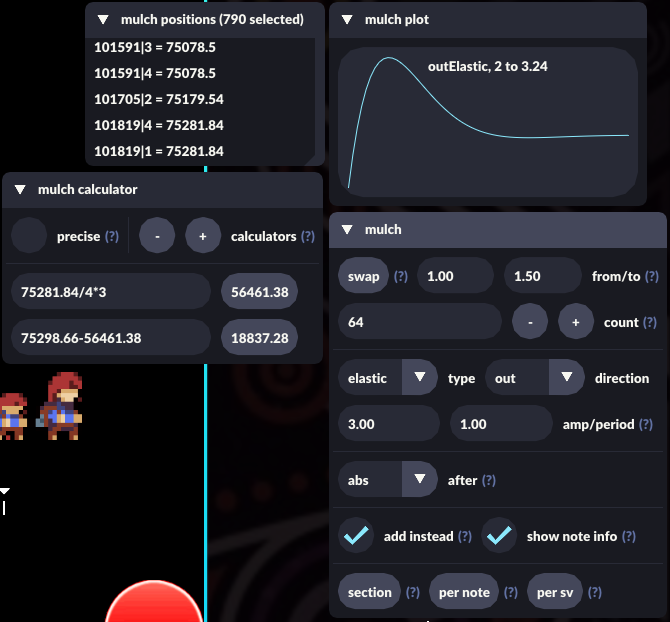 mulch positions (790 selected)
101591|3 = 75078.5
101591|4 = 75078.5
101705|2 = 75179.54
101819|4 = 75281.84
101819|1 = 75281.84
mulch plot
outElastic, 2 to 3.24
mulch calculator
precise (?) - + calculators (?)
75281.84/4*3 56461.38
75298.66-56461.38 18837.28
mulch
swap (?) 1.00 1.50 from/to (?)
64 - + count (?)
elastic type out direction
3.00 1.00 amp/period (?)
abs after (?)
add instead (?) show note info (?)
section (?) per note (?) per sv (?)